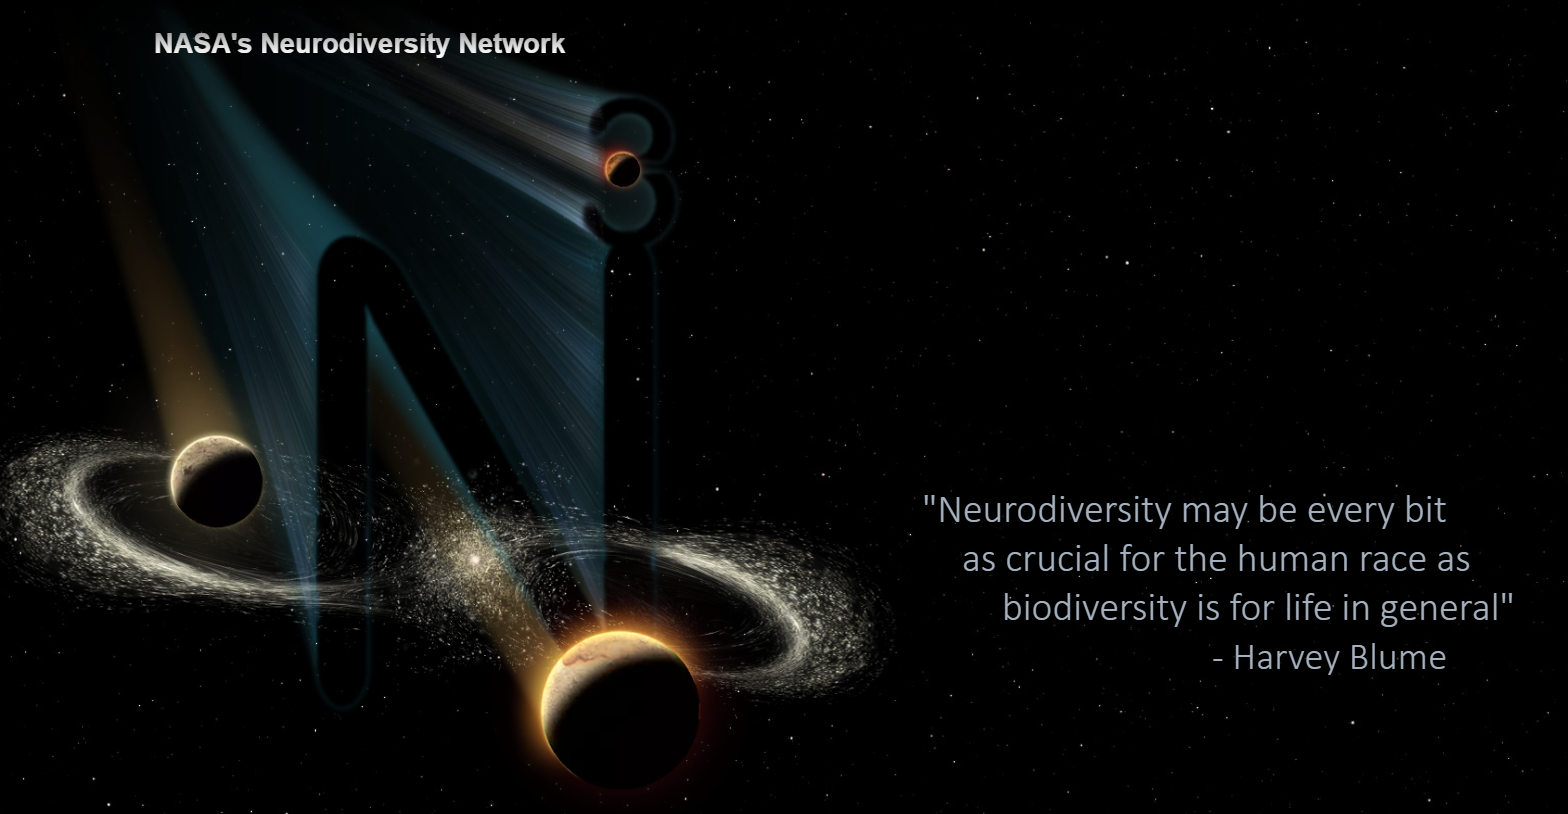 NASA's Neurodiversity Network
N3
"Neurodiversity may be every bit
as crucial for the human race as
biodiversity is for life in general"
- Harvey Blume